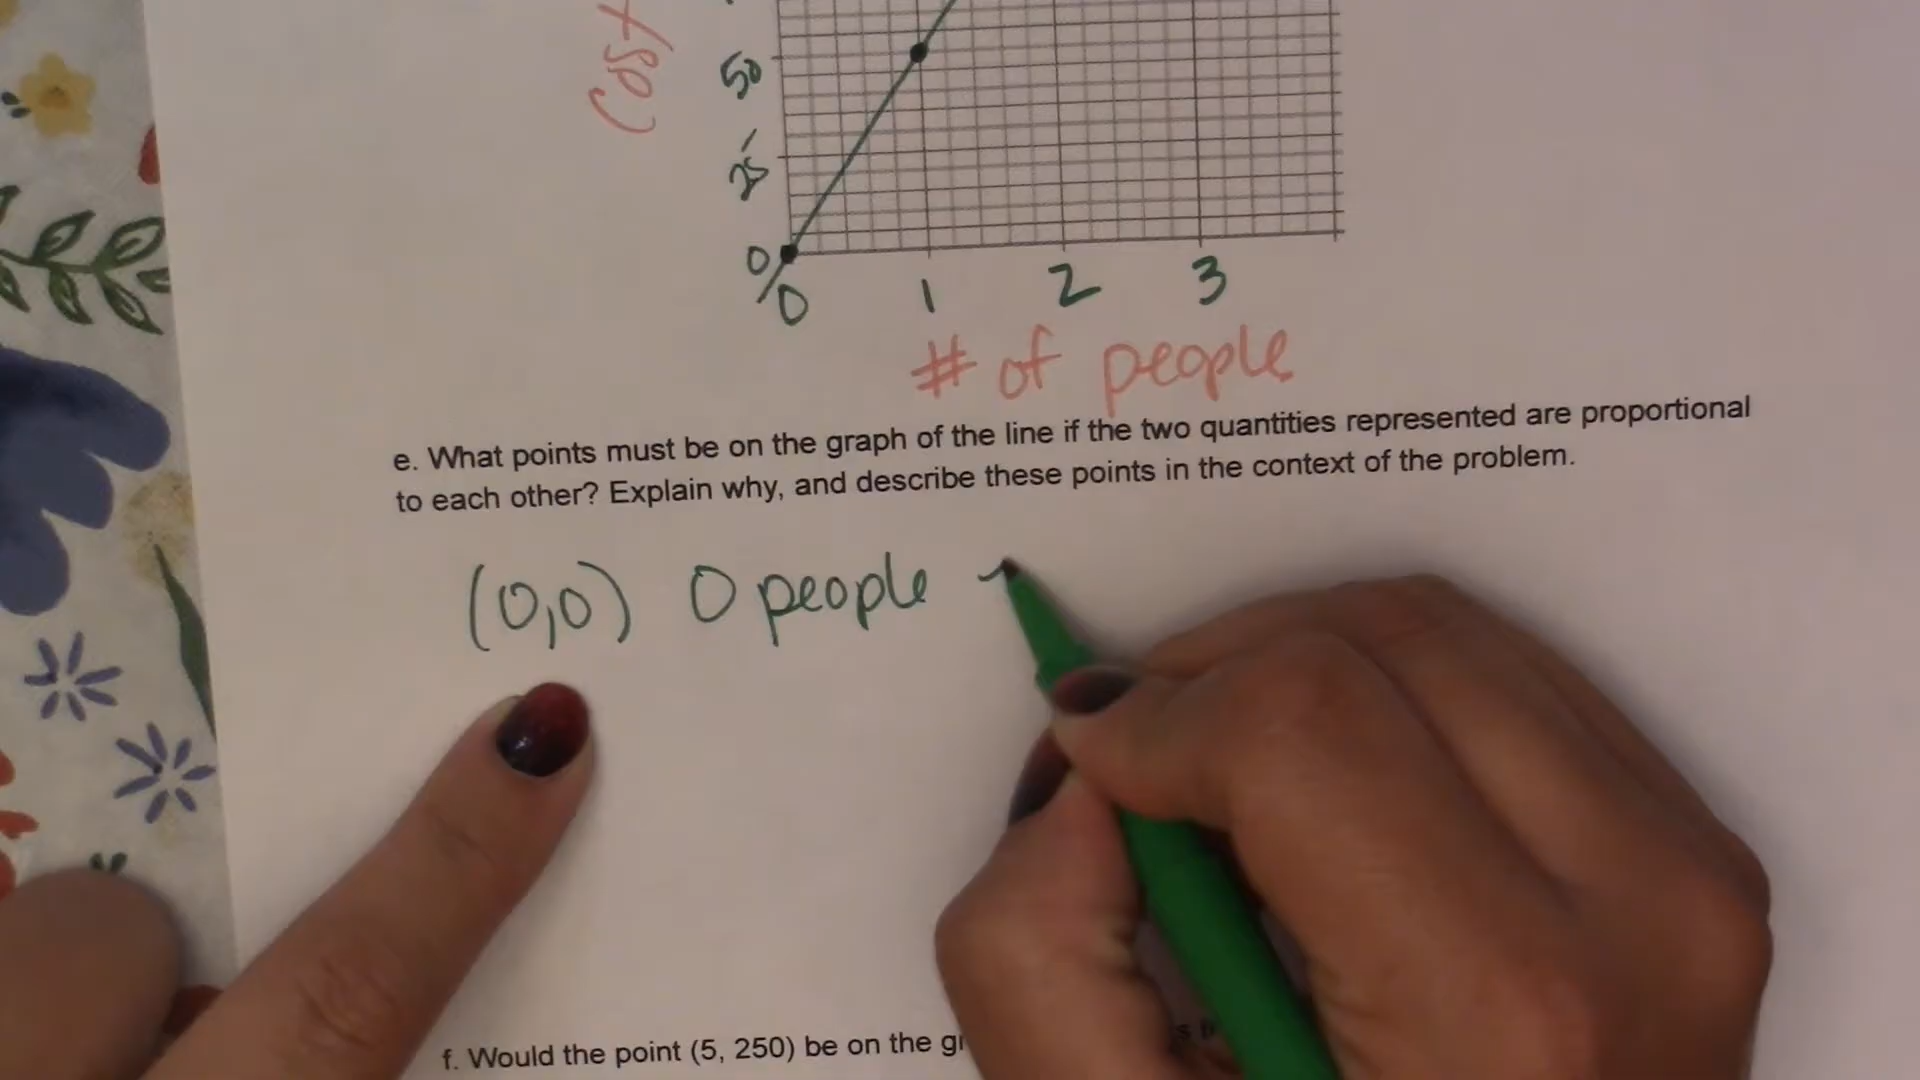 Cost
50
25
0
0 1 2 3
# of people
e. What points must be on the graph of the line if the two quantities represented are proportional
to each other? Explain why, and describe these points in the context of the problem.
(0,0) 0 people
f. Would the point (5, 250) be on the